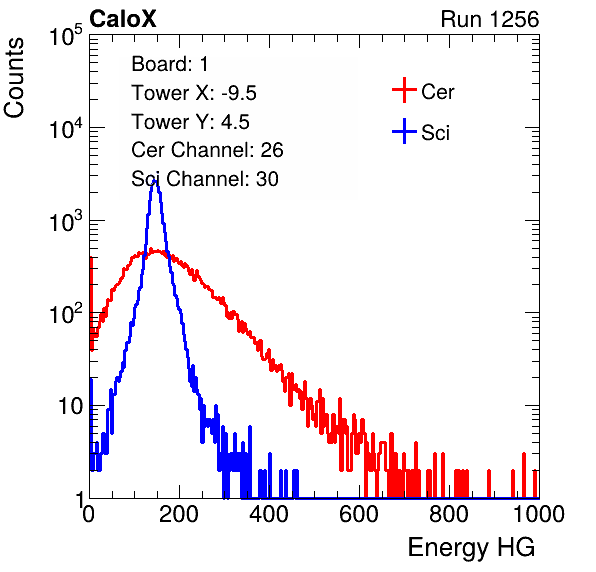 CaloX Run 1256
Counts
Board: 1
Tower X: -9.5
Tower Y: 4.5
Cer Channel: 26
Sci Channel: 30
Cer
Sci
10^5
10^4
10^3
10^2
10
1
0 200 400 600 800 1000
Energy HG